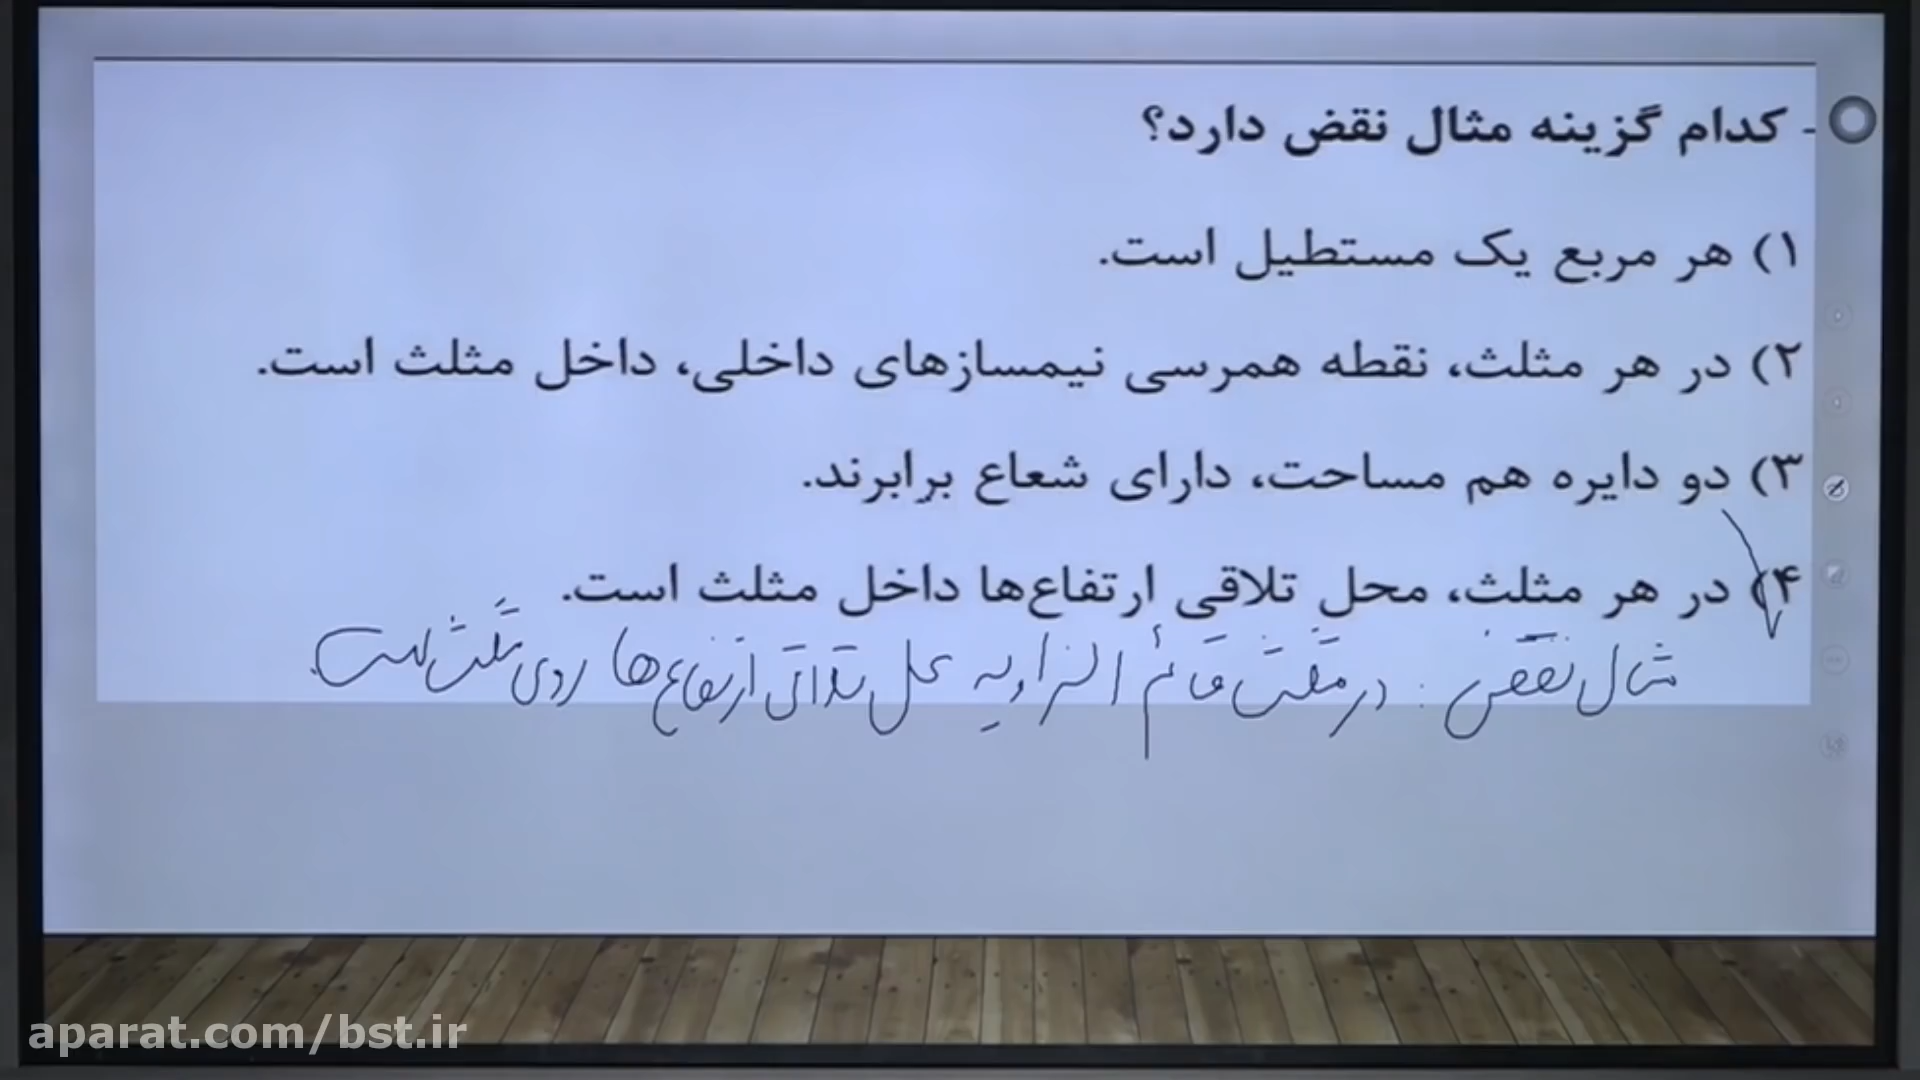 - کدام گزینه مثال نقض دارد؟
۱) هر مربع یک مستطیل است.
۲) در هر مثلث، نقطه همرسی نیمسازهای داخلی، داخل مثلث است.
۳) دو دایره هم مساحت، دارای شعاع برابرند.
۴) در هر مثلث، محل تلاقی ارتفاع‌ها داخل مثلث است.
مثال نقض : در مثلث قائم الزاویه محل تلاقی ارتفاع ها روی مثلث است.
aparat.com/bst.ir